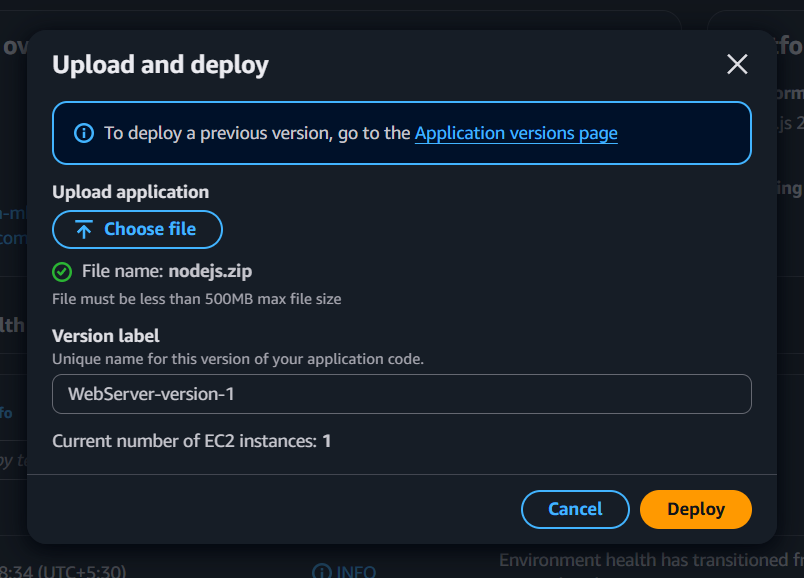 Upload and deploy
To deploy a previous version, go to the Application versions page
Upload application
Choose file
File name: nodejs.zip
File must be less than 500MB max file size
Version label
Unique name for this version of your application code.
WebServer-version-1
Current number of EC2 instances: 1
Cancel
Deploy
8:34 (UTC+5:30)
INFO
Environment health has transitioned f